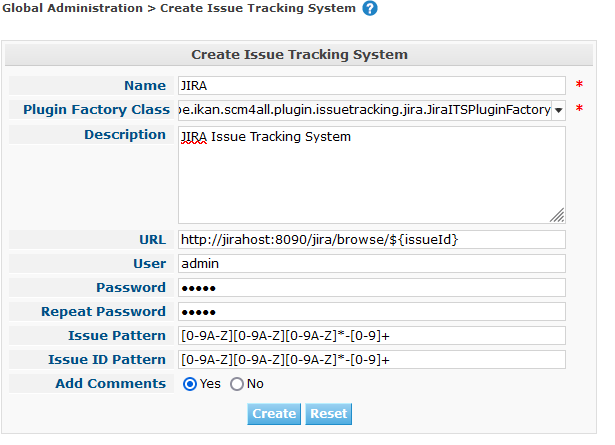 Global Administration > Create Issue Tracking System ?
Create Issue Tracking System
Name JIRA *
Plugin Factory Class be.ikan.scm4all.plugin.issuetracking.jira.JiraITSPluginFactory *
Description JIRA Issue Tracking System
URL http://jirahost:8090/jira/browse/${issueId}
User admin
Password •••••
Repeat Password •••••
Issue Pattern [0-9A-Z][0-9A-Z][0-9A-Z]*-[0-9]+
Issue ID Pattern [0-9A-Z][0-9A-Z][0-9A-Z]*-[0-9]+
Add Comments Yes No
Create Reset